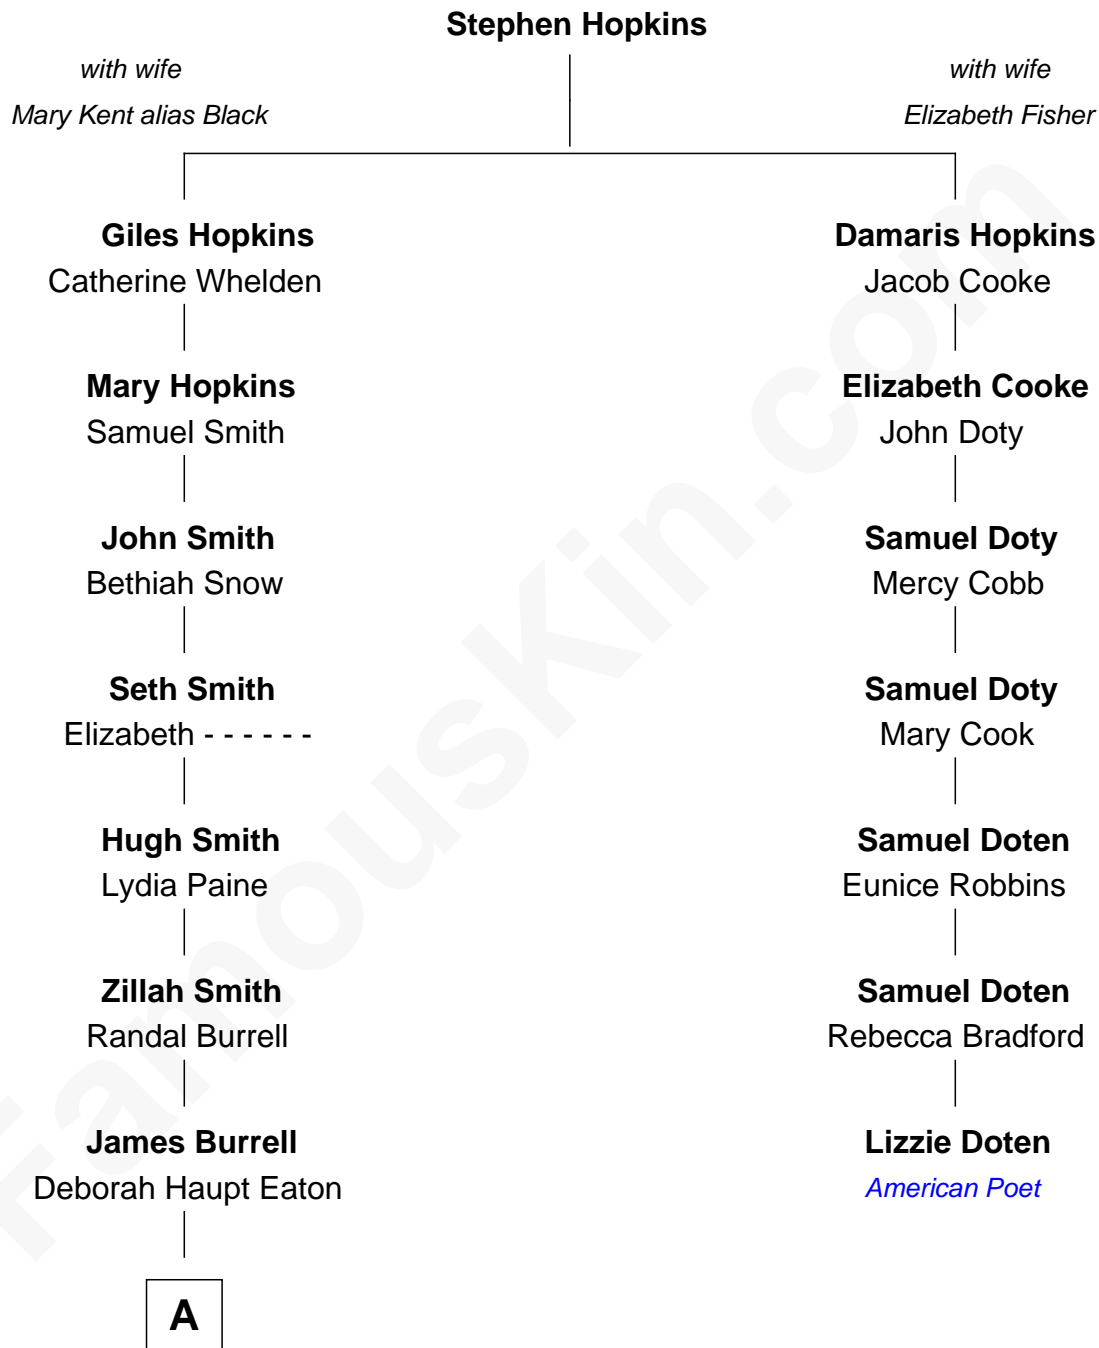 Stephen Hopkins
with wife
Mary Kent alias Black
with wife
Elizabeth Fisher
Giles Hopkins
Catherine Whelden
Damaris Hopkins
Jacob Cooke
Mary Hopkins
Samuel Smith
Elizabeth Cooke
John Doty
John Smith
Bethiah Snow
Samuel Doty
Mercy Cobb
Seth Smith
Elizabeth - - - - - -
Samuel Doty
Mary Cook
Hugh Smith
Lydia Paine
Samuel Doten
Eunice Robbins
Zillah Smith
Randal Burrell
Samuel Doten
Rebecca Bradford
James Burrell
Deborah Haupt Eaton
Lizzie Doten
American Poet
A
FamousKin.com